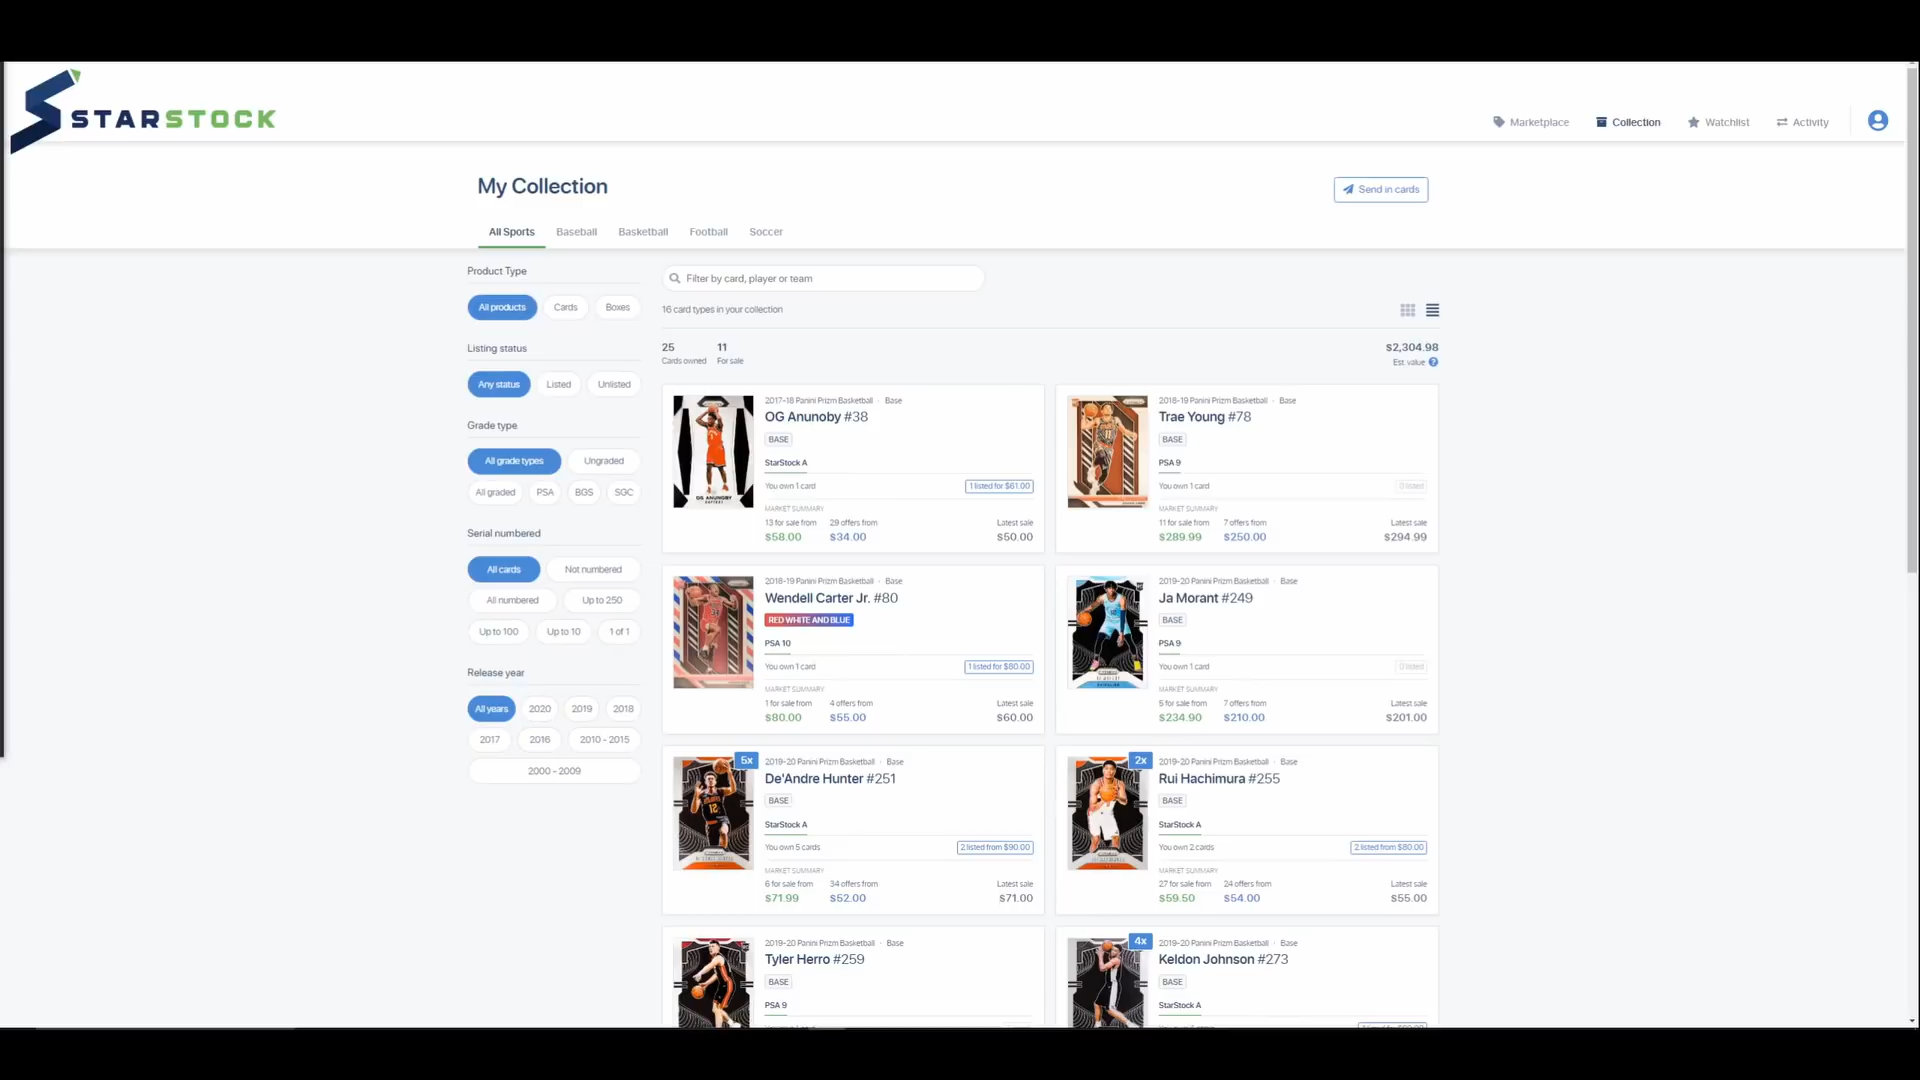 STARSTOCK
Marketplace
Collection
Watchlist
Activity
My Collection
Send in cards
All Sports
Baseball
Basketball
Football
Soccer
Product Type
All products
Cards
Boxes
Listing status
Any status
Listed
Unlisted
Grade type
All grade types
Ungraded
All graded
PSA
BGS
SGC
Serial numbered
All cards
Not numbered
All numbered
Up to 250
Up to 100
Up to 10
1 of 1
Release year
All years
2020
2019
2018
2017
2016
2010 - 2015
2000 - 2009
Filter by card, player or team
16 card types in your collection
25
Cards owned
11
For sale
$2,304.98
Est. value
2017-18 Panini Prizm Basketball · Base
OG Anunoby #38
BASE
StarStock A
You own 1 card
1 listed for $61.00
MARKET SUMMARY
13 for sale from
$58.00
29 offers from
$34.00
Latest sale
$50.00
OG ANUNOBY
2018-19 Panini Prizm Basketball · Base
Trae Young #78
BASE
PSA 9
You own 1 card
0 listed
MARKET SUMMARY
11 for sale from
$289.99
7 offers from
$250.00
Latest sale
$294.99
2018-19 Panini Prizm Basketball · Base
Wendell Carter Jr. #80
RED WHITE AND BLUE
PSA 10
You own 1 card
1 listed for $80.00
MARKET SUMMARY
1 for sale from
$80.00
4 offers from
$55.00
Latest sale
$60.00
2019-20 Panini Prizm Basketball · Base
Ja Morant #249
BASE
PSA 9
You own 1 card
0 listed
MARKET SUMMARY
5 for sale from
$234.90
7 offers from
$210.00
Latest sale
$201.00
5x
2019-20 Panini Prizm Basketball · Base
De'Andre Hunter #251
BASE
StarStock A
You own 5 cards
2 listed from $90.00
MARKET SUMMARY
6 for sale from
$71.99
34 offers from
$52.00
Latest sale
$71.00
2x
2019-20 Panini Prizm Basketball · Base
Rui Hachimura #255
BASE
StarStock A
You own 2 cards
2 listed from $80.00
MARKET SUMMARY
27 for sale from
$59.50
24 offers from
$54.00
Latest sale
$55.00
2019-20 Panini Prizm Basketball · Base
Tyler Herro #259
BASE
PSA 9
4x
2019-20 Panini Prizm Basketball · Base
Keldon Johnson #273
BASE
StarStock A